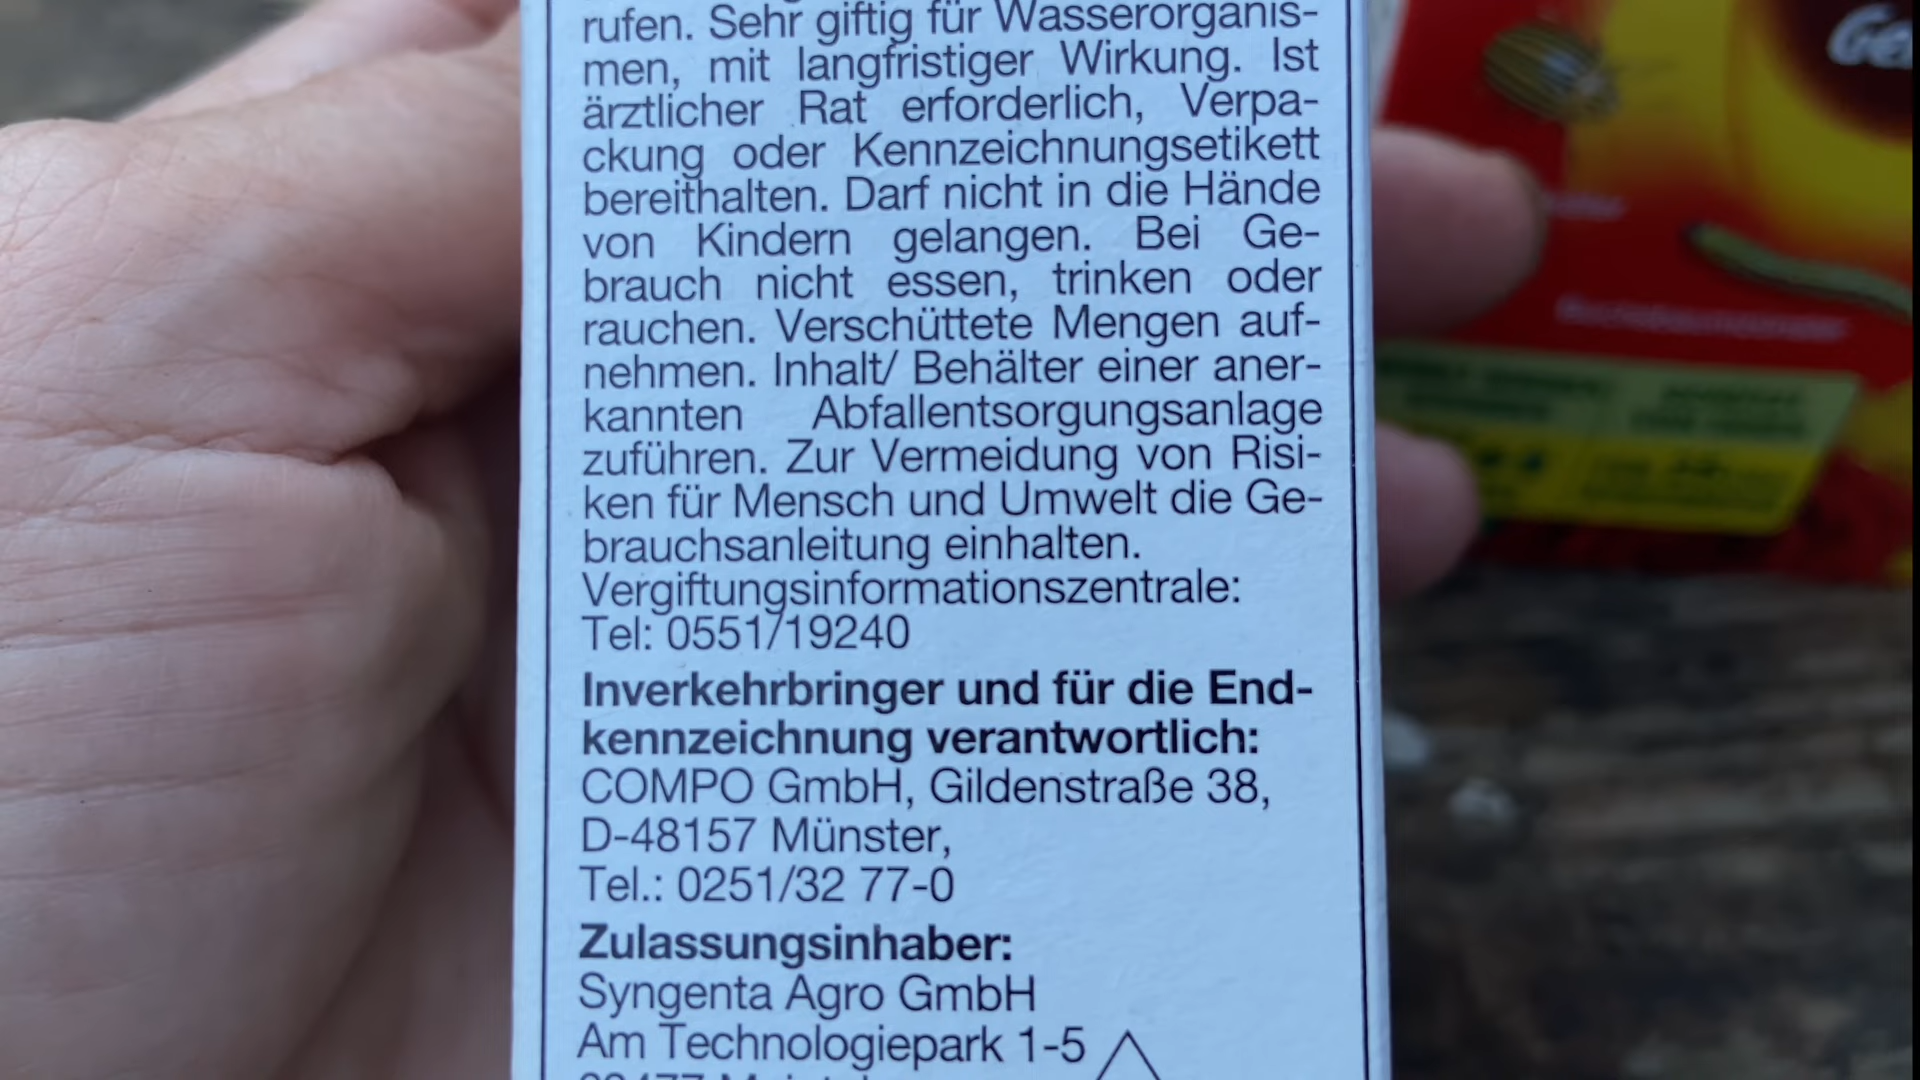 rufen. Sehr giftig für Wasserorganis-
men, mit langfristiger Wirkung. Ist
ärztlicher Rat erforderlich, Verpa-
ckung oder Kennzeichnungsetikett
bereithalten. Darf nicht in die Hände
von Kindern gelangen. Bei Ge-
brauch nicht essen, trinken oder
rauchen. Verschüttete Mengen auf-
nehmen. Inhalt/ Behälter einer aner-
kannten Abfallentsorgungsanlage
zuführen. Zur Vermeidung von Risi-
ken für Mensch und Umwelt die Ge-
brauchsanleitung einhalten.
Vergiftungsinformationszentrale:
Tel: 0551/19240
Inverkehrbringer und für die End-
kennzeichnung verantwortlich:
COMPO GmbH, Gildenstraße 38,
D-48157 Münster,
Tel.: 0251/32 77-0
Zulassungsinhaber:
Syngenta Agro GmbH
Am Technologiepark 1-5